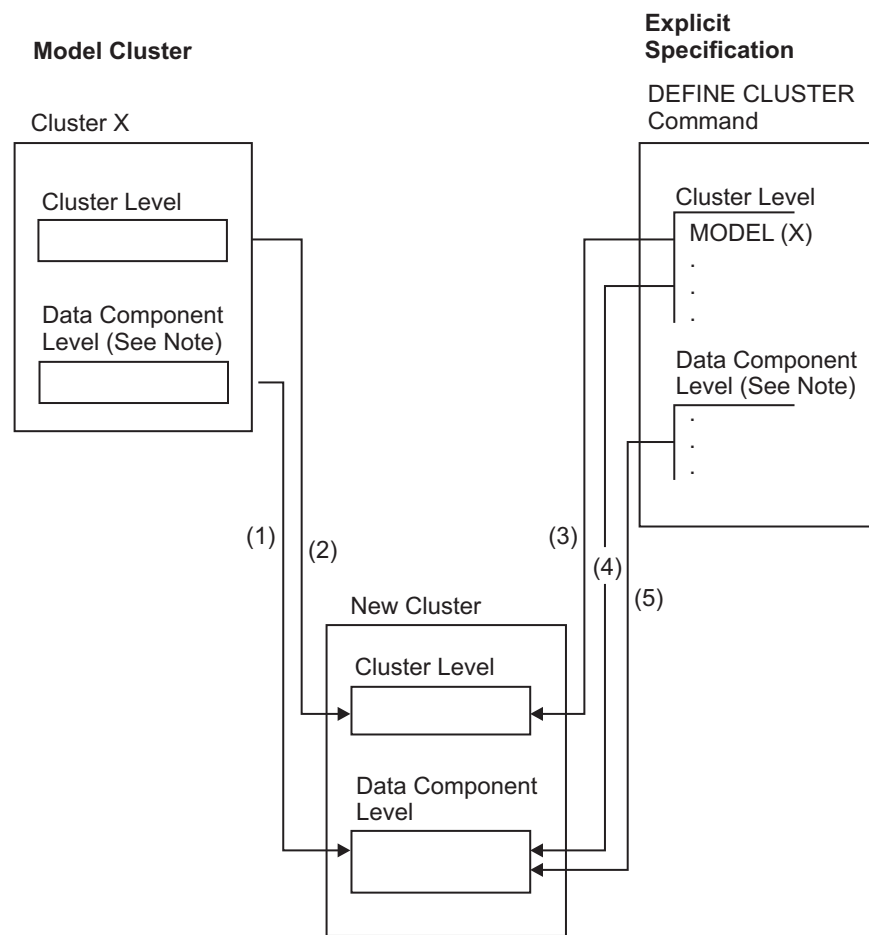 Model Cluster
Explicit
Specification
DEFINE CLUSTER
Command
Cluster X
Cluster Level
Data Component
Level (See Note)
Cluster Level
MODEL (X)
.
.
.
Data Component
Level (See Note)
.
.
.
(1)
(2)
(3)
(4)
(5)
New Cluster
Cluster Level
Data Component
Level